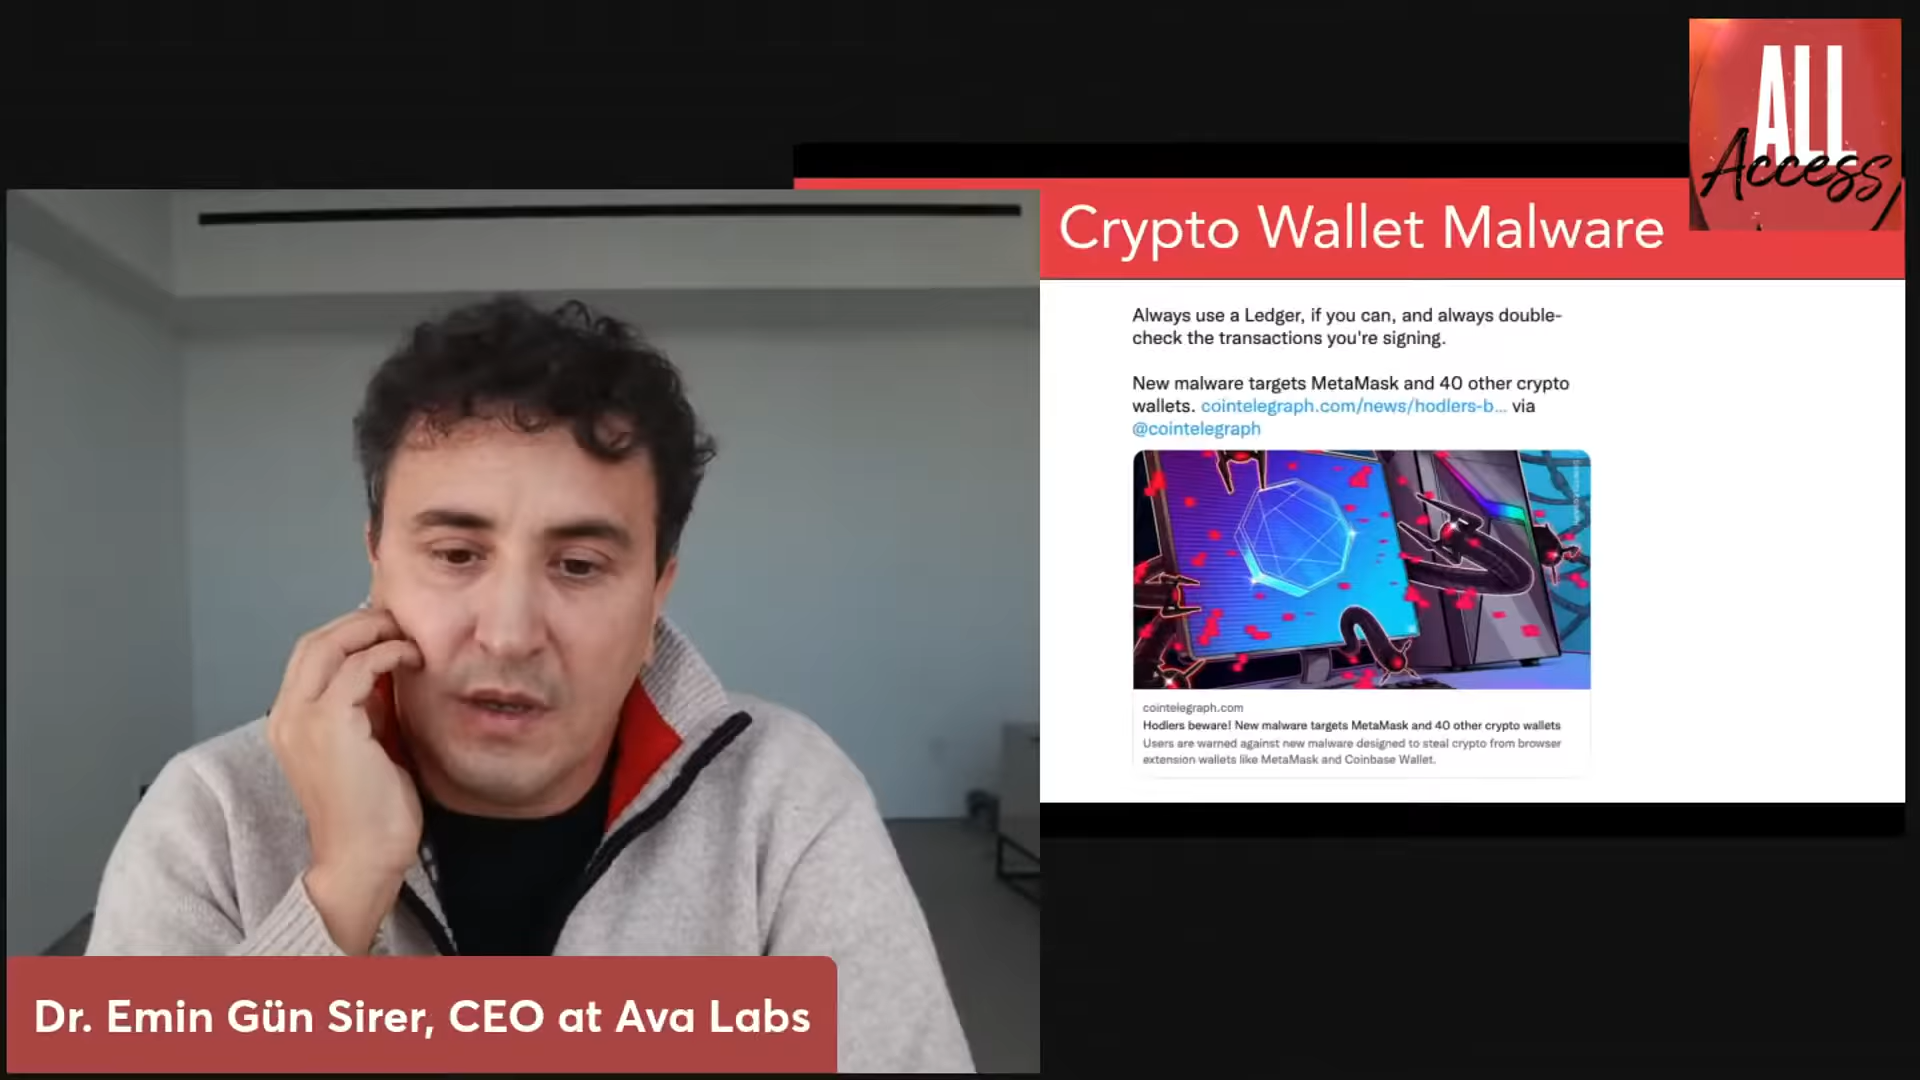 ALL
Access
Crypto Wallet Malware
Always use a Ledger, if you can, and always double-
check the transactions you're signing.
New malware targets MetaMask and 40 other crypto
wallets. cointelegraph.com/news/hodlers-b... via
@cointelegraph
cointelegraph.com
Hodlers beware! New malware targets MetaMask and 40 other crypto wallets
Users are warned against new malware designed to steal crypto from browser
extension wallets like MetaMask and Coinbase Wallet.
Dr. Emin Gün Sirer, CEO at Ava Labs